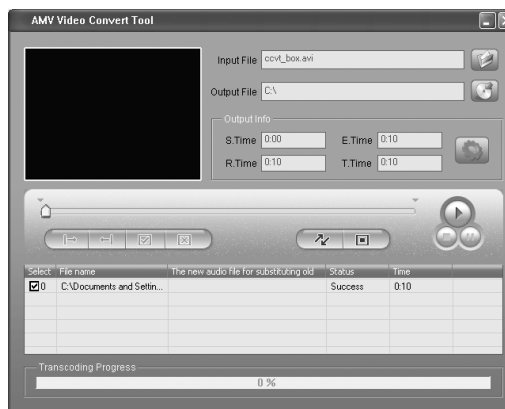 AMV Video Convert Tool
Input File ccvt_box.avi
Output File C:\
Output Info
S.Time 0:00 E.Time 0:10
R.Time 0:10 T.Time 0:10
Select File name The new audio file for substituting old Status Time
0 C:\Documents and Settin... Success 0:10
Transcoding Progress
0 %